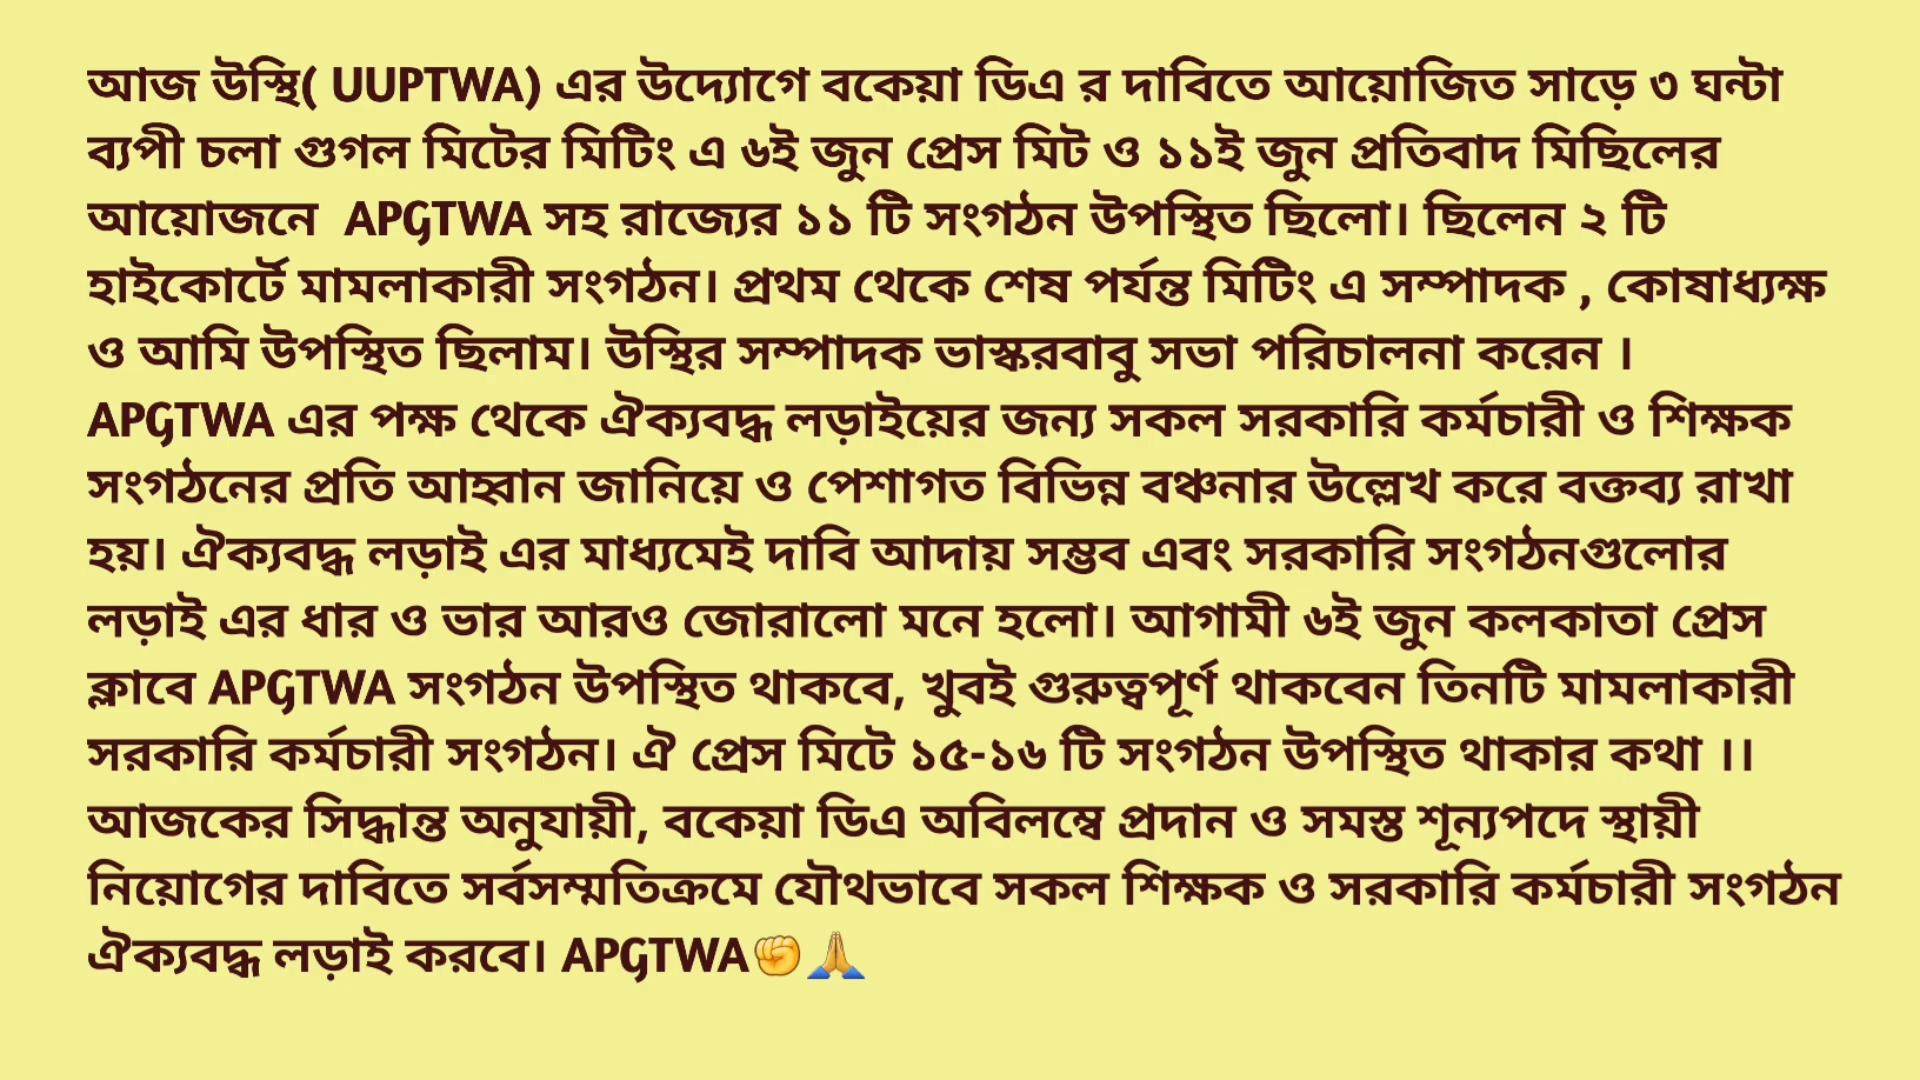 আজ উস্থি( UUPTWA) এর উদ্যোগে বকেয়া ডিএ র দাবিতে আয়োজিত সাড়ে ৩ ঘন্টা
ব্যপী চলা গুগল মিটের মিটিং এ ৬ই জুন প্রেস মিট ও ১১ই জুন প্রতিবাদ মিছিলের
আয়োজনে  APGTWA সহ রাজ্যের ১১ টি সংগঠন উপস্থিত ছিলো। ছিলেন ২ টি
হাইকোর্টে মামলাকারী সংগঠন। প্রথম থেকে শেষ পর্যন্ত মিটিং এ সম্পাদক , কোষাধ্যক্ষ
ও আমি উপস্থিত ছিলাম। উস্থির সম্পাদক ভাস্করবাবু সভা পরিচালনা করেন ।
APGTWA এর পক্ষ থেকে ঐক্যবদ্ধ লড়াইয়ের জন্য সকল সরকারি কর্মচারী ও শিক্ষক
সংগঠনের প্রতি আহ্বান জানিয়ে ও পেশাগত বিভিন্ন বঞ্চনার উল্লেখ করে বক্তব্য রাখা
হয়। ঐক্যবদ্ধ লড়াই এর মাধ্যমেই দাবি আদায় সম্ভব এবং সরকারি সংগঠনগুলোর
লড়াই এর ধার ও ভার আরও জোরালো মনে হলো। আগামী ৬ই জুন কলকাতা প্রেস
ক্লাবে APGTWA সংগঠন উপস্থিত থাকবে, খুবই গুরুত্বপূর্ণ থাকবেন তিনটি মামলাকারী
সরকারি কর্মচারী সংগঠন। ঐ প্রেস মিটে ১৫-১৬ টি সংগঠন উপস্থিত থাকার কথা ।।
আজকের সিদ্ধান্ত অনুযায়ী, বকেয়া ডিএ অবিলম্বে প্রদান ও সমস্ত শূন্যপদে স্থায়ী
নিয়োগের দাবিতে সর্বসম্মতিক্রমে যৌথভাবে সকল শিক্ষক ও সরকারি কর্মচারী সংগঠন
ঐক্যবদ্ধ লড়াই করবে। APGTWA✊🙏